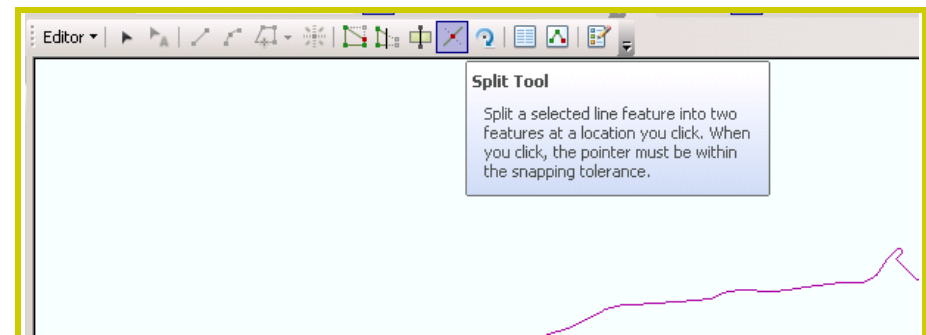 Editor
Split Tool
Split a selected line feature into two
features at a location you click. When
you click, the pointer must be within
the snapping tolerance.